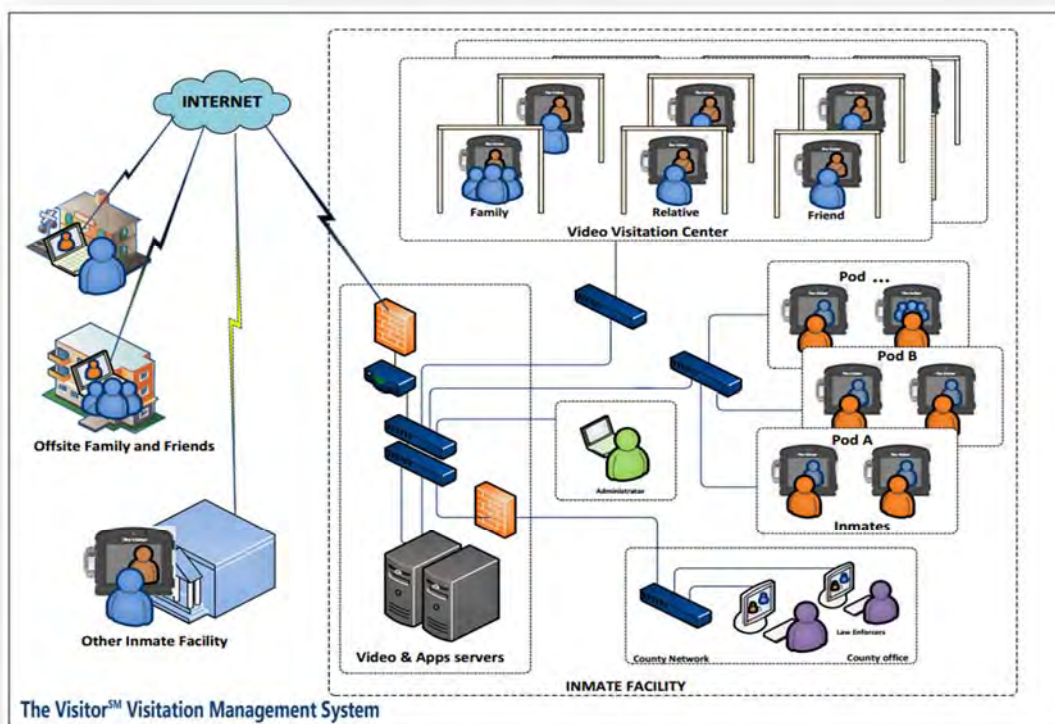 INTERNET
Family
Relative
Friend
Video Visitation Center
Pod ...
Pod B
Pod A
Inmates
Offsite Family and Friends
Administrator
Other Inmate Facility
Video & Apps servers
Law Enforcers
County Network
County office
INMATE FACILITY
The Visitor℠ Visitation Management System